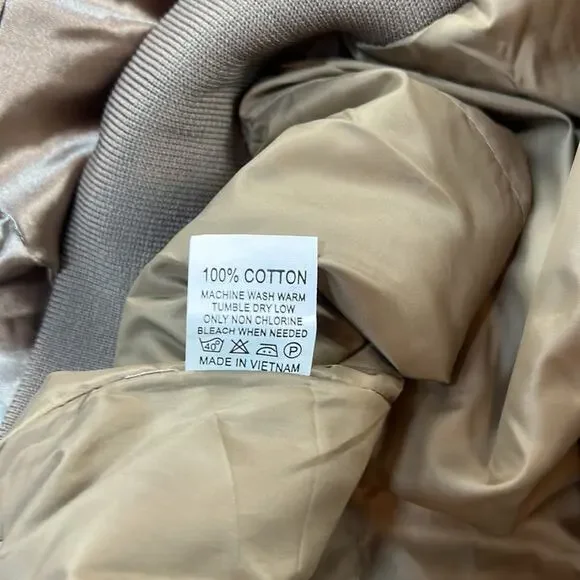 100% COTTON
MACHINE WASH WARM
TUMBLE DRY LOW
ONLY NON CHLORINE
BLEACH WHEN NEEDED
40° P
MADE IN VIETNAM